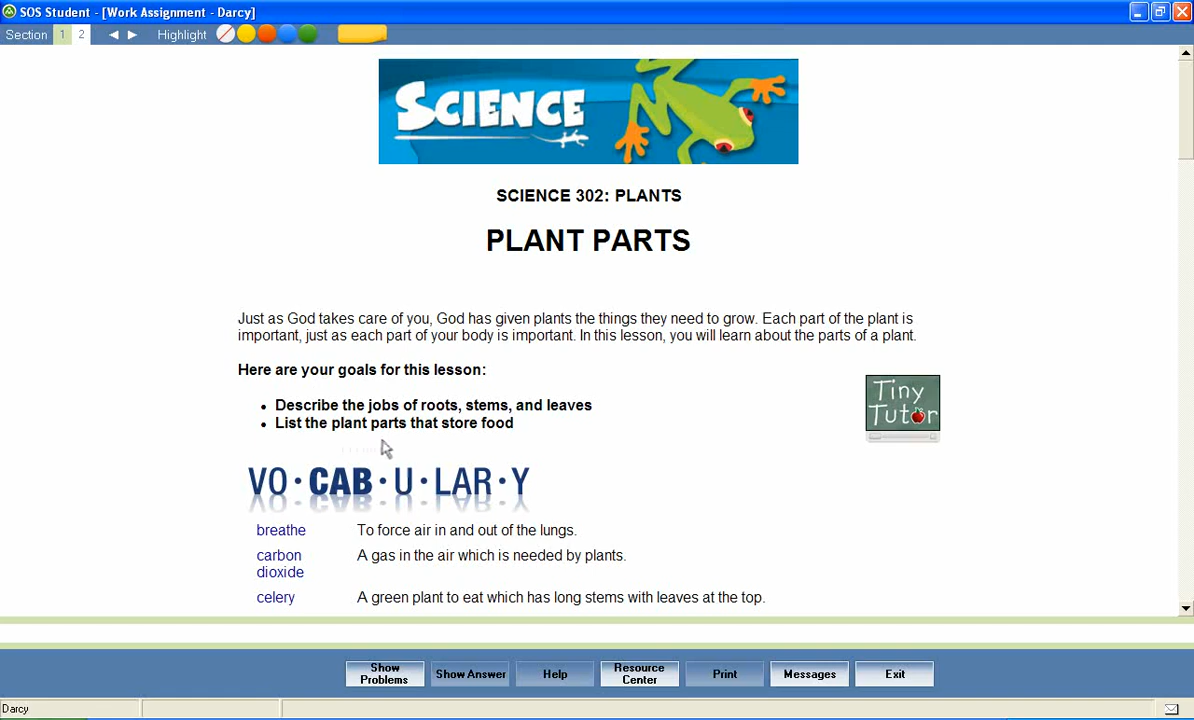 SOS Student - [Work Assignment - Darcy]
Section 1 2 Highlight
SCIENCE
SCIENCE 302: PLANTS
PLANT PARTS
Just as God takes care of you, God has given plants the things they need to grow. Each part of the plant is
important, just as each part of your body is important. In this lesson, you will learn about the parts of a plant.
Here are your goals for this lesson:
• Describe the jobs of roots, stems, and leaves
• List the plant parts that store food
Tiny
Tutor
VO·CAB·U·LAR·Y
breathe To force air in and out of the lungs.
carbon A gas in the air which is needed by plants.
dioxide
celery A green plant to eat which has long stems with leaves at the top.
Show Problems Show Answer Help Resource Center Print Messages Exit
Darcy